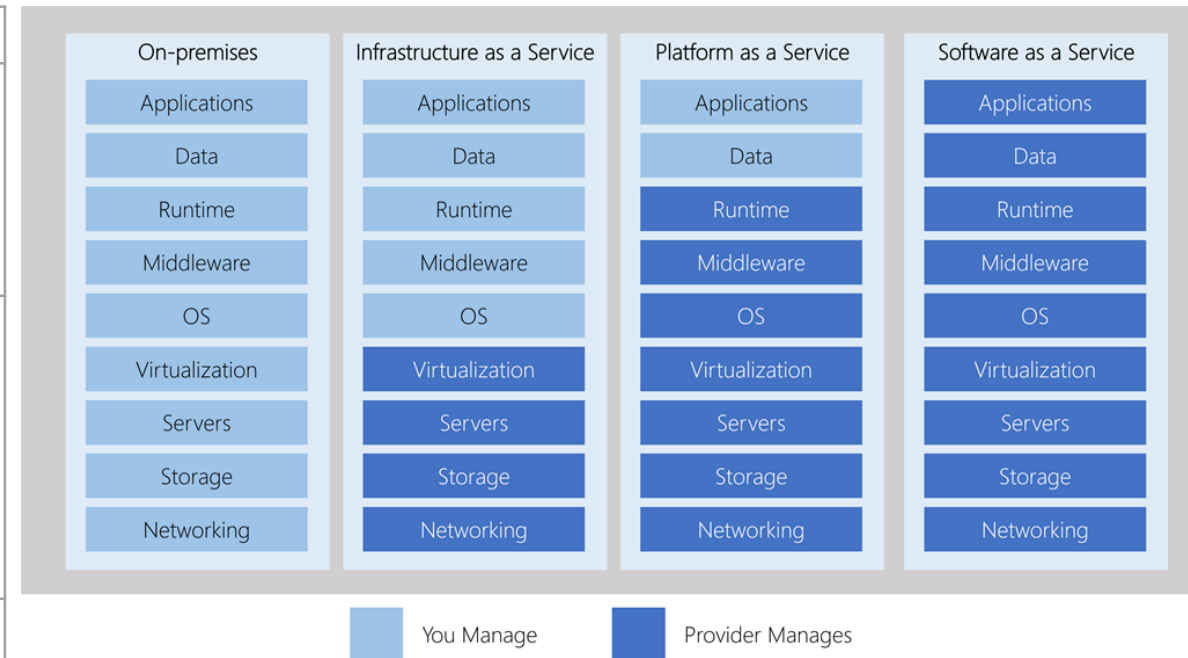 On-premises
Applications
Data
Runtime
Middleware
OS
Virtualization
Servers
Storage
Networking
Infrastructure as a Service
Applications
Data
Runtime
Middleware
OS
Virtualization
Servers
Storage
Networking
Platform as a Service
Applications
Data
Runtime
Middleware
OS
Virtualization
Servers
Storage
Networking
Software as a Service
Applications
Data
Runtime
Middleware
OS
Virtualization
Servers
Storage
Networking
You Manage
Provider Manages